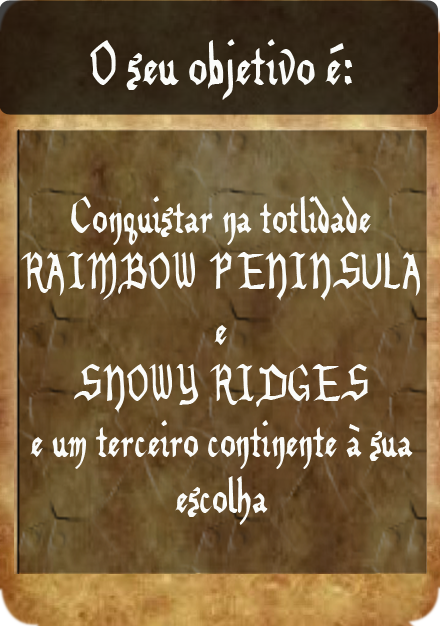 O seu objetivo é:
Conquistar na totlidade
RAIMBOW PENINSULA
e
SNOWY RIDGES
e um terceiro continente à sua
escolha